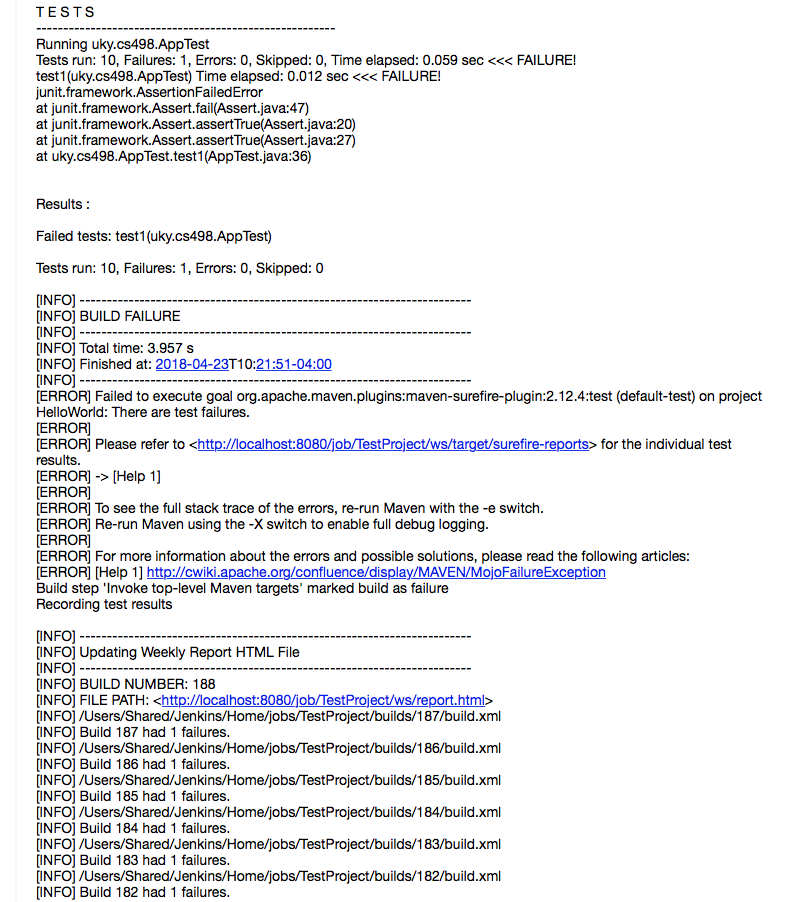 T E S T S
-------------------------------------------------------
Running uky.cs498.AppTest
Tests run: 10, Failures: 1, Errors: 0, Skipped: 0, Time elapsed: 0.059 sec <<< FAILURE!
test1(uky.cs498.AppTest) Time elapsed: 0.012 sec <<< FAILURE!
junit.framework.AssertionFailedError
at junit.framework.Assert.fail(Assert.java:47)
at junit.framework.Assert.assertTrue(Assert.java:20)
at junit.framework.Assert.assertTrue(Assert.java:27)
at uky.cs498.AppTest.test1(AppTest.java:36)
Results :
Failed tests: test1(uky.cs498.AppTest)
Tests run: 10, Failures: 1, Errors: 0, Skipped: 0
[INFO] ------------------------------------------------------------------------
[INFO] BUILD FAILURE
[INFO] ------------------------------------------------------------------------
[INFO] Total time: 3.957 s
[INFO] Finished at: 2018-04-23T10:21:51-04:00
[INFO] ------------------------------------------------------------------------
[ERROR] Failed to execute goal org.apache.maven.plugins:maven-surefire-plugin:2.12.4:test (default-test) on project
HelloWorld: There are test failures.
[ERROR]
[ERROR] Please refer to <http://localhost:8080/job/TestProject/ws/target/surefire-reports> for the individual test
results.
[ERROR] -> [Help 1]
[ERROR]
[ERROR] To see the full stack trace of the errors, re-run Maven with the -e switch.
[ERROR] Re-run Maven using the -X switch to enable full debug logging.
[ERROR]
[ERROR] For more information about the errors and possible solutions, please read the following articles:
[ERROR] [Help 1] http://cwiki.apache.org/confluence/display/MAVEN/MojoFailureException
Build step 'Invoke top-level Maven targets' marked build as failure
Recording test results
[INFO] ------------------------------------------------------------------------
[INFO] Updating Weekly Report HTML File
[INFO] ------------------------------------------------------------------------
[INFO] BUILD NUMBER: 188
[INFO] FILE PATH: <http://localhost:8080/job/TestProject/ws/report.html>
[INFO] /Users/Shared/Jenkins/Home/jobs/TestProject/builds/187/build.xml
[INFO] Build 187 had 1 failures.
[INFO] /Users/Shared/Jenkins/Home/jobs/TestProject/builds/186/build.xml
[INFO] Build 186 had 1 failures.
[INFO] /Users/Shared/Jenkins/Home/jobs/TestProject/builds/185/build.xml
[INFO] Build 185 had 1 failures.
[INFO] /Users/Shared/Jenkins/Home/jobs/TestProject/builds/184/build.xml
[INFO] Build 184 had 1 failures.
[INFO] /Users/Shared/Jenkins/Home/jobs/TestProject/builds/183/build.xml
[INFO] Build 183 had 1 failures.
[INFO] /Users/Shared/Jenkins/Home/jobs/TestProject/builds/182/build.xml
[INFO] Build 182 had 1 failures.